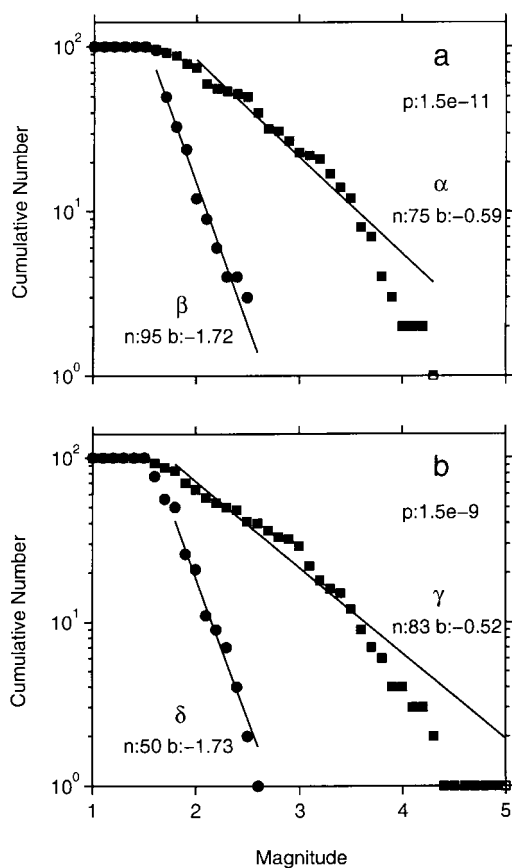 a
10²
p:1.5e−11
Cumulative Number
α
n:75 b:−0.59
10¹
β
n:95 b:−1.72
10⁰
b
10²
p:1.5e−9
Cumulative Number
γ
n:83 b:−0.52
10¹
δ
n:50 b:−1.73
10⁰
1 2 3 4 5
Magnitude